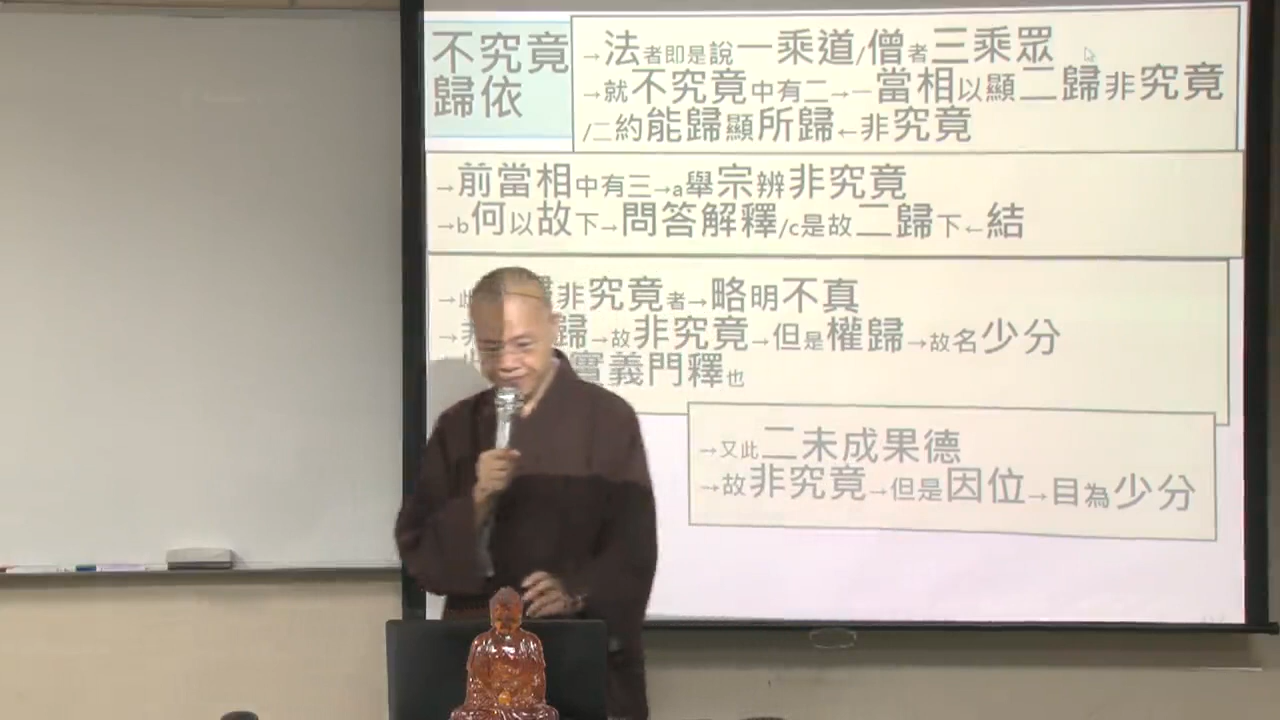 不究竟
歸依
→法者即是說一乘道/僧者三乘眾
→就不究竟中有二→一當相以顯二歸非究竟
/二約能歸顯所歸←非究竟
→前當相中有三→a舉宗辨非究竟
→b何以故下→問答解釋/c是故二歸下←結
→此 非究竟者→略明不真
→非 歸→故非究竟→但是權歸→故名少分
實義門釋也
→又此二未成果德
→故非究竟→但是因位→目為少分